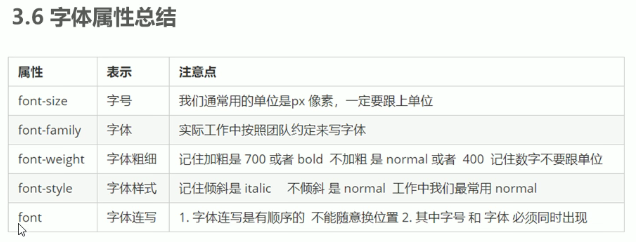 3.6 字体属性总结
属性 表示 注意点
font-size 字号 我们通常用的单位是px 像素，一定要跟上单位
font-family 字体 实际工作中按照团队约定来写字体
font-weight 字体粗细 记住加粗是 700 或者 bold 不加粗 是 normal 或者 400 记住数字不要跟单位
font-style 字体样式 记住倾斜是 italic 不倾斜 是 normal 工作中我们最常用 normal
font 字体连写 1. 字体连写是有顺序的 不能随意换位置 2. 其中字号 和 字体 必须同时出现